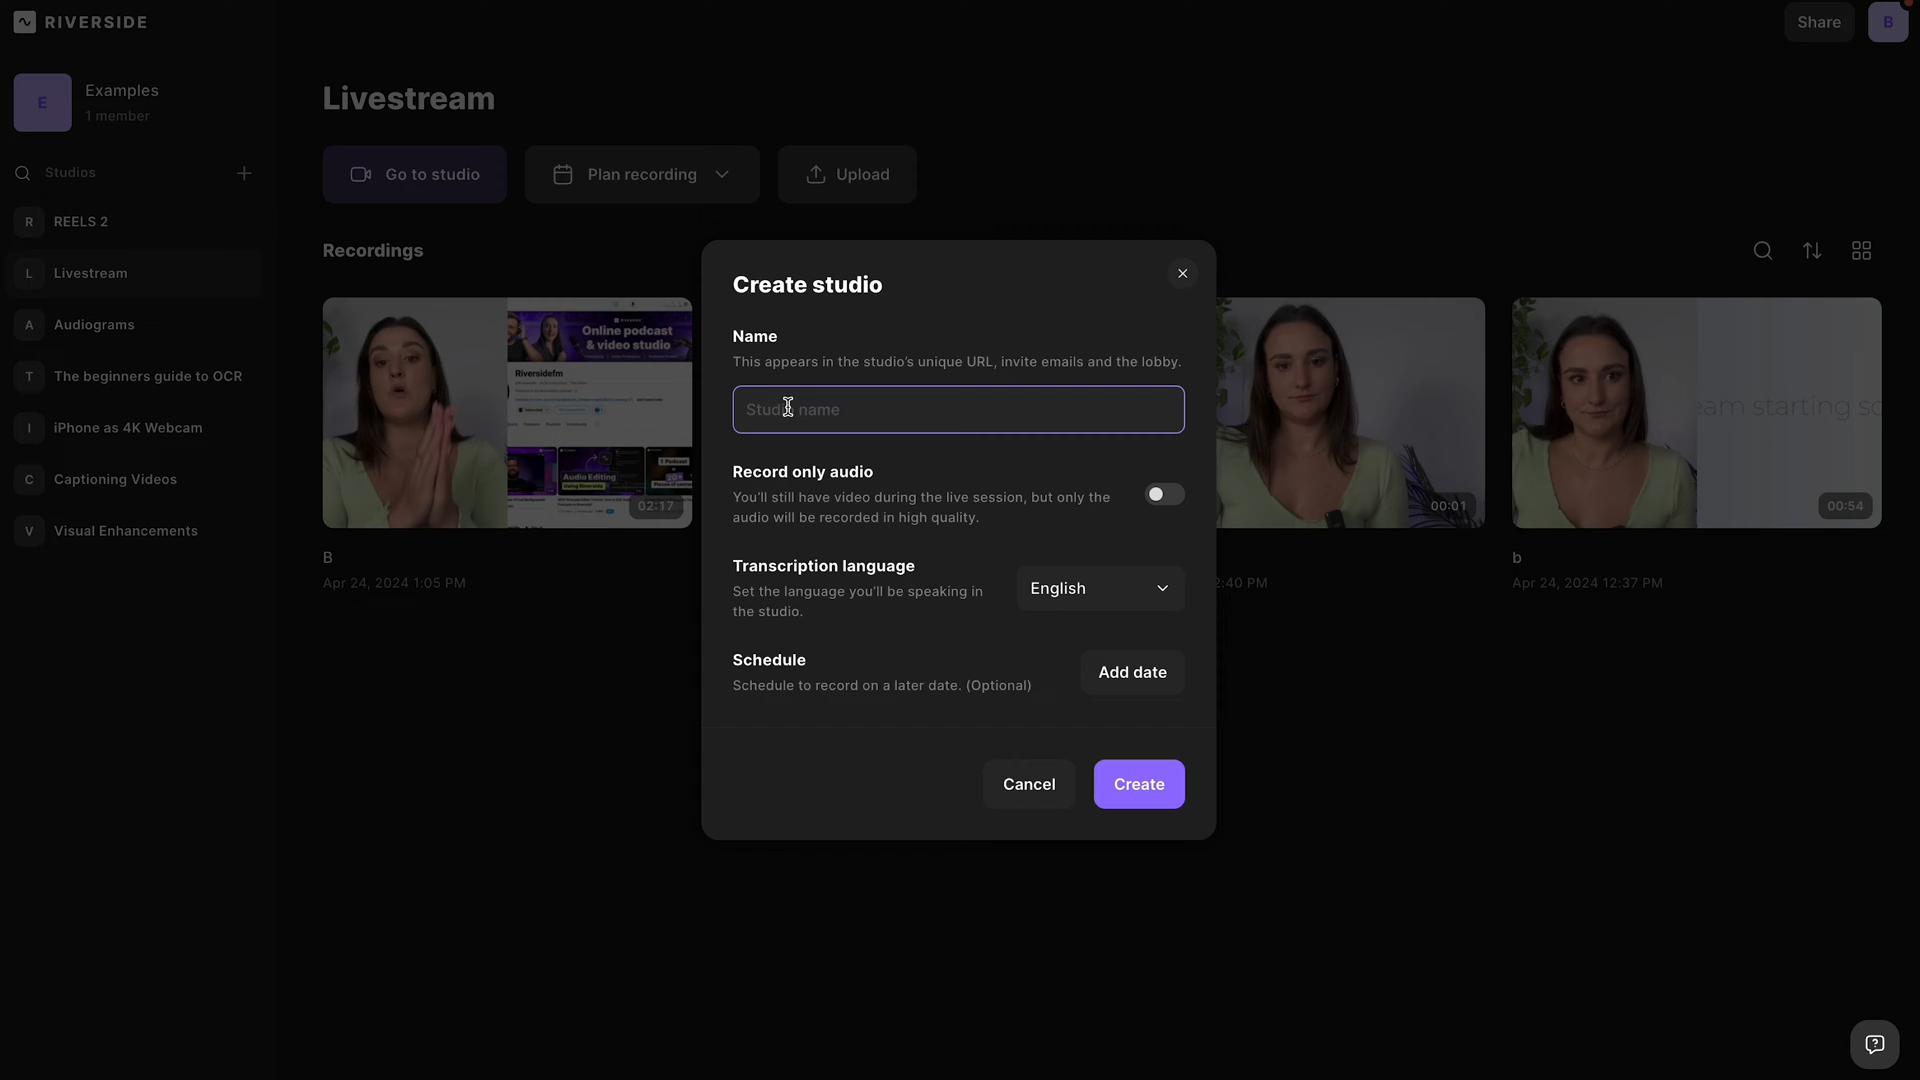 RIVERSIDE
Share
B
E
Examples
1 member
Studios
R
REELS 2
L
Livestream
A
Audiograms
T
The beginners guide to OCR
I
iPhone as 4K Webcam
C
Captioning Videos
V
Visual Enhancements
Livestream
Go to studio
Plan recording
Upload
Recordings
Online podcast
& video studio
Riversidefm
Audio Editing
02:17
B
Apr 24, 2024 1:05 PM
00:01
2:40 PM
eam starting so
00:54
b
Apr 24, 2024 12:37 PM
Create studio
Name
This appears in the studio's unique URL, invite emails and the lobby.
Studio name
Record only audio
You'll still have video during the live session, but only the
audio will be recorded in high quality.
Transcription language
Set the language you'll be speaking in
the studio.
English
Schedule
Schedule to record on a later date. (Optional)
Add date
Cancel
Create